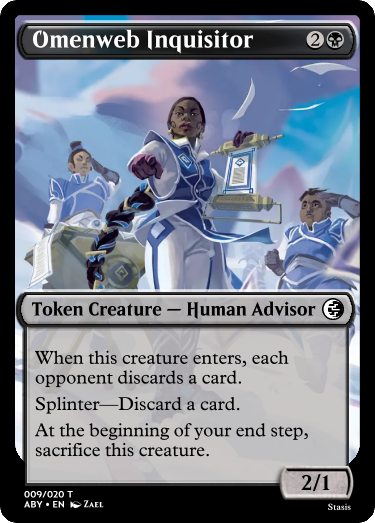 Omenweb Inquisitor 2
Token Creature — Human Advisor
When this creature enters, each
opponent discards a card.
Splinter—Discard a card.
At the beginning of your end step,
sacrifice this creature.
2/1
009/020 T
ABY • EN ZAEL
Stasis